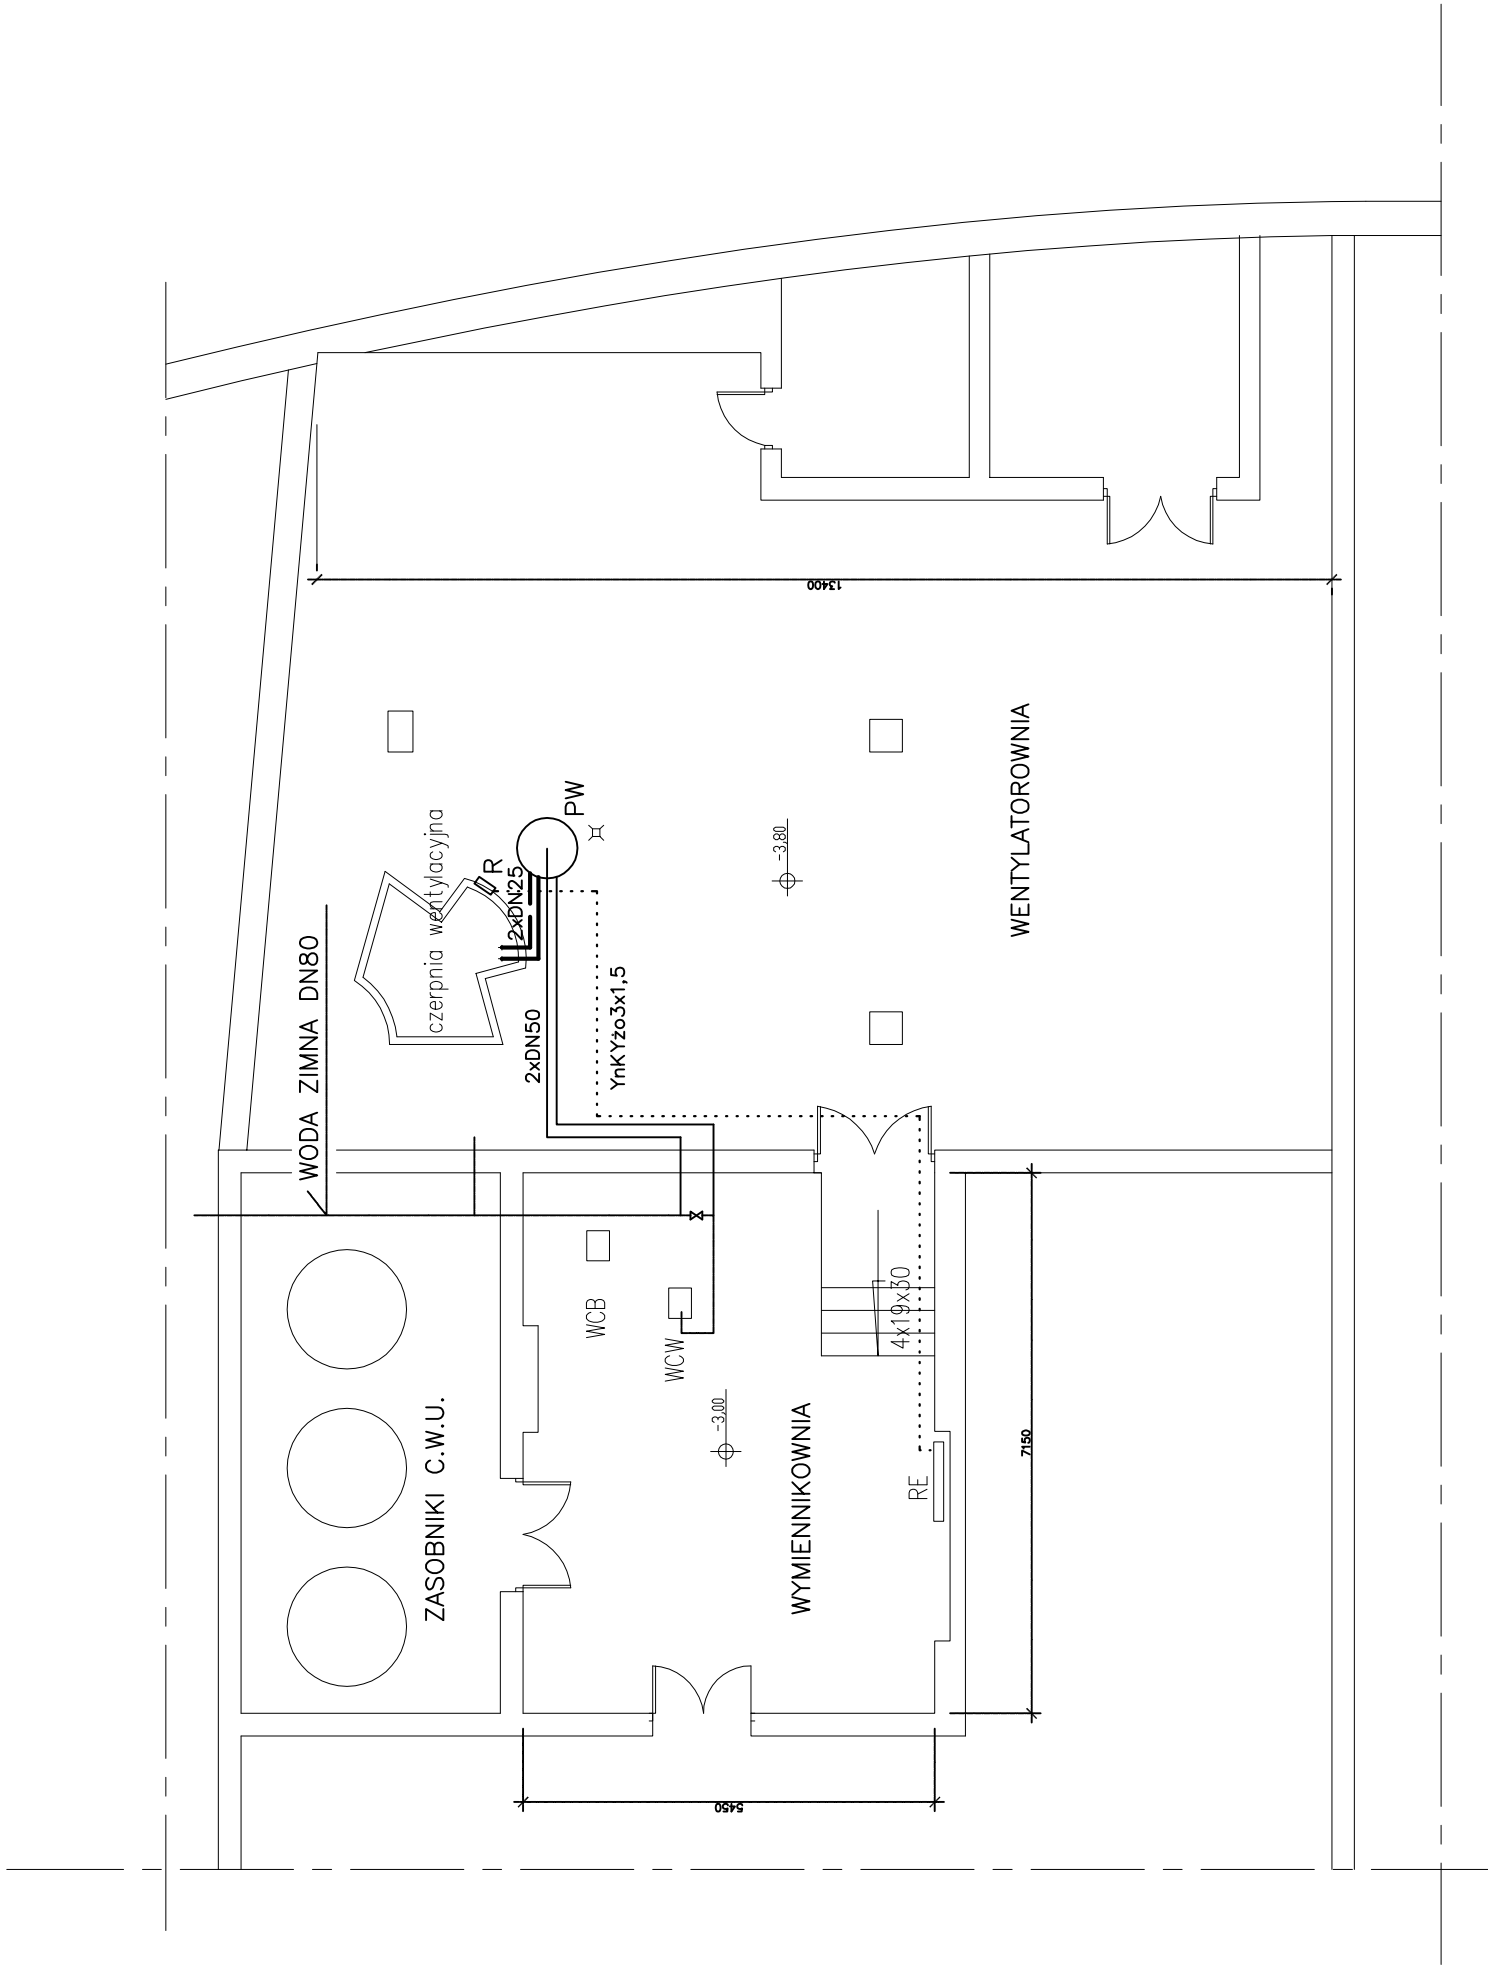 WODA ZIMNA DN80
czerpnia wentylacyjna
R
2xDN25
PW
2xDN50
YnKYżo3x1,5
13400
-3,80
WENTYLATOROWNIA
ZASOBNIKI C.W.U.
WCB
WCW
-3,00
WYMIENNIKOWNIA
4x19x30
RE
7150
5450